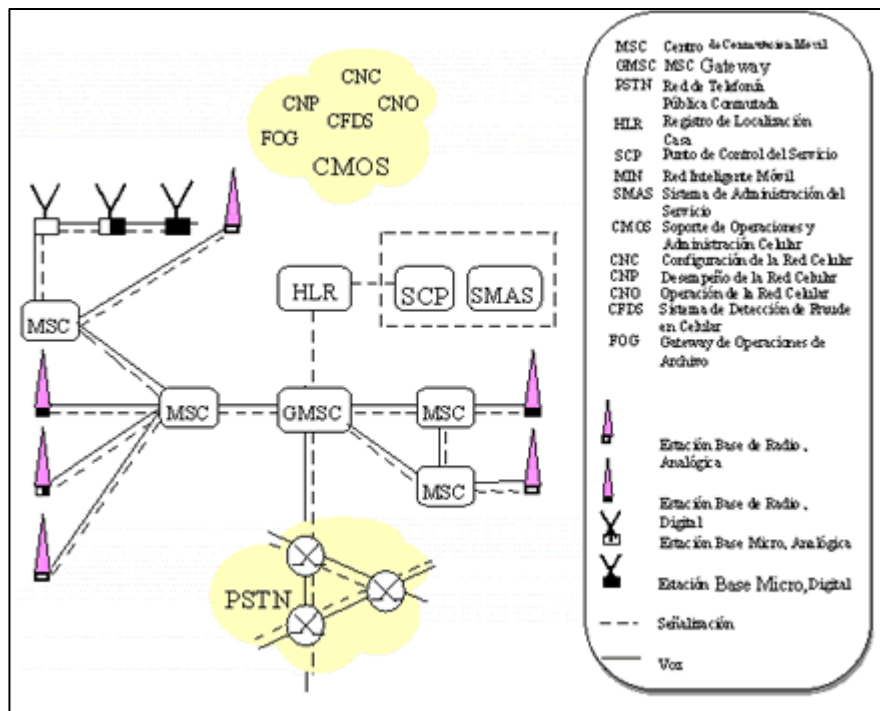 CNC
CNP
CNO
CFDS
FOG
CMOS
HLR
SCP
SMAS
MSC
MSC
GMSC
MSC
MSC
PSTN
MSC Centro de Conmutacion Movil
GMSC MSC Gateway
PSTN Red de Telefonía
Pública Conmutada
HLR Registro de Localización
Casa
SCP Punto de Control del Servicio
MIN Red Inteligente Móvil
SMAS Sistema de Administración del
Servicio
CMOS Soporte de Operaciones y
Administración Celular
CNC Configuración de la Red Celular
CNP Desempeño de la Red Celular
CNO Operación de la Red Celular
CFDS Sistema de Detección de Fraude
en Celular
FOG Gateway de Operaciones de
Archivo
Estación Base de Radio ,
Analógica
Estación Base de Radio ,
Digital
Estación Base Micro, Analógica
Estación Base Micro, Digital
Señalización
Voz